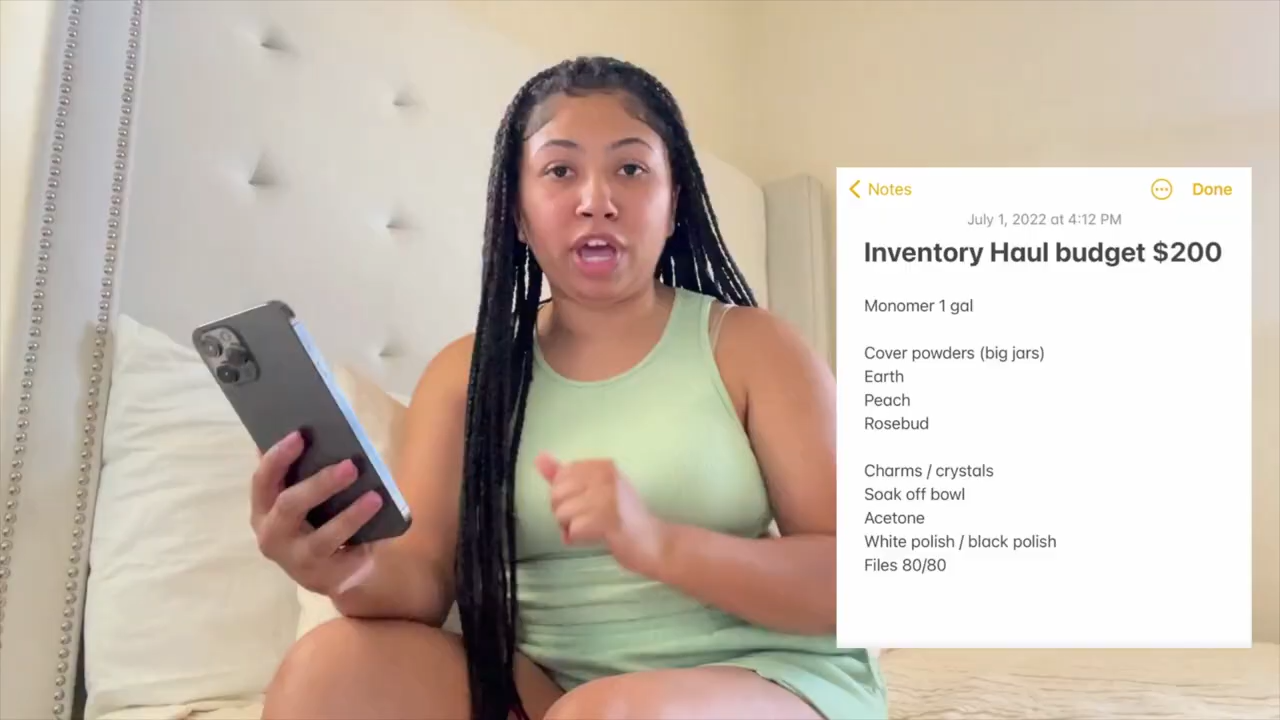 Notes
Done
July 1, 2022 at 4:12 PM
Inventory Haul budget $200
Monomer 1 gal
Cover powders (big jars)
Earth
Peach
Rosebud
Charms / crystals
Soak off bowl
Acetone
White polish / black polish
Files 80/80